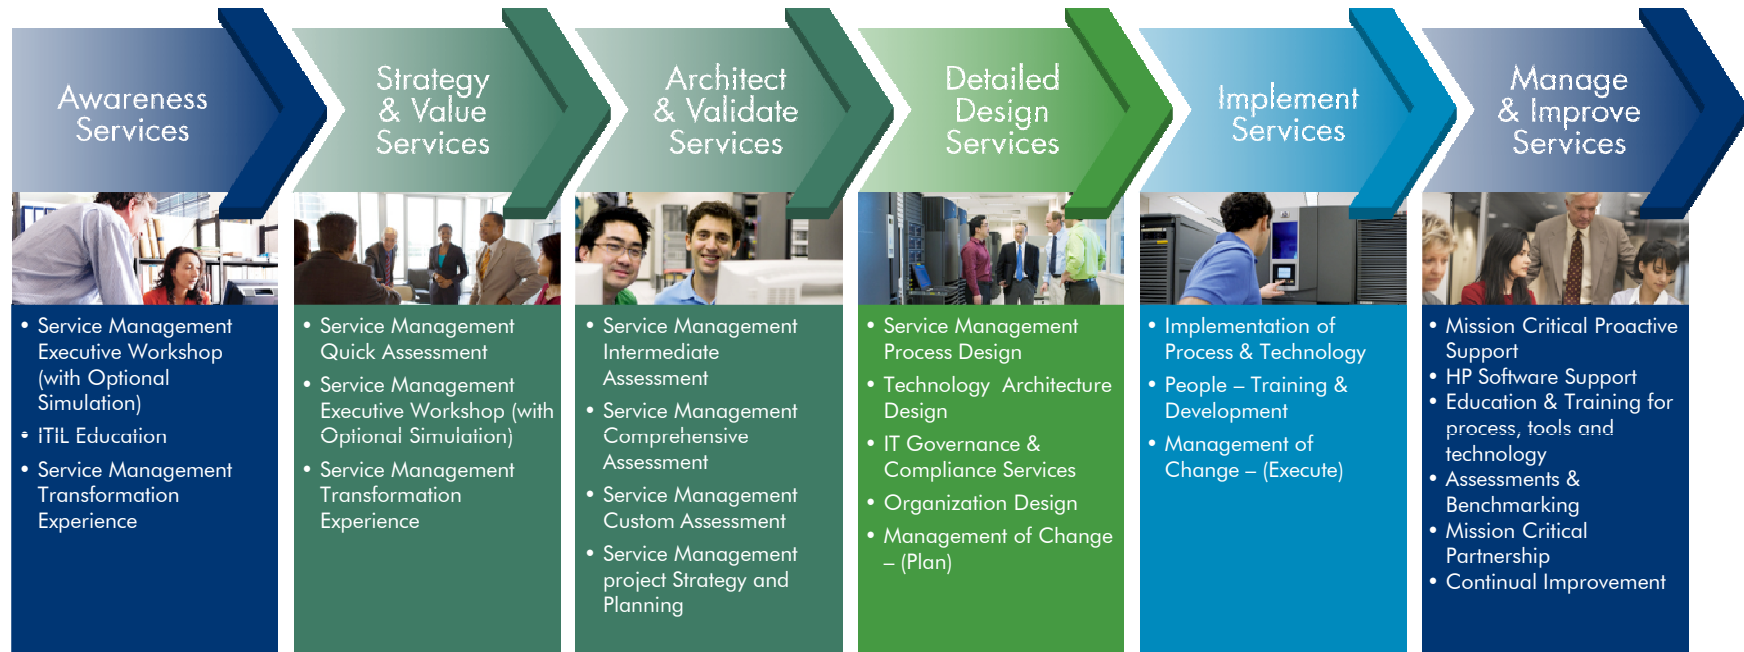 Awareness
Services
Strategy
& Value
Services
Architect
& Validate
Services
Detailed
Design
Services
Implement
Services
Manage
& Improve
Services
• Service Management
Executive Workshop
(with Optional
Simulation)
• ITIL Education
• Service Management
Transformation
Experience
• Service Management
Quick Assessment
• Service Management
Executive Workshop (with
Optional Simulation)
• Service Management
Transformation
Experience
• Service Management
Intermediate
Assessment
• Service Management
Comprehensive
Assessment
• Service Management
Custom Assessment
• Service Management
project Strategy and
Planning
• Service Management
Process Design
• Technology Architecture
Design
• IT Governance &
Compliance Services
• Organization Design
• Management of Change
– (Plan)
• Implementation of
Process & Technology
• People – Training &
Development
• Management of
Change – (Execute)
• Mission Critical Proactive
Support
• HP Software Support
• Education & Training for
process, tools and
technology
• Assessments &
Benchmarking
• Mission Critical
Partnership
• Continual Improvement